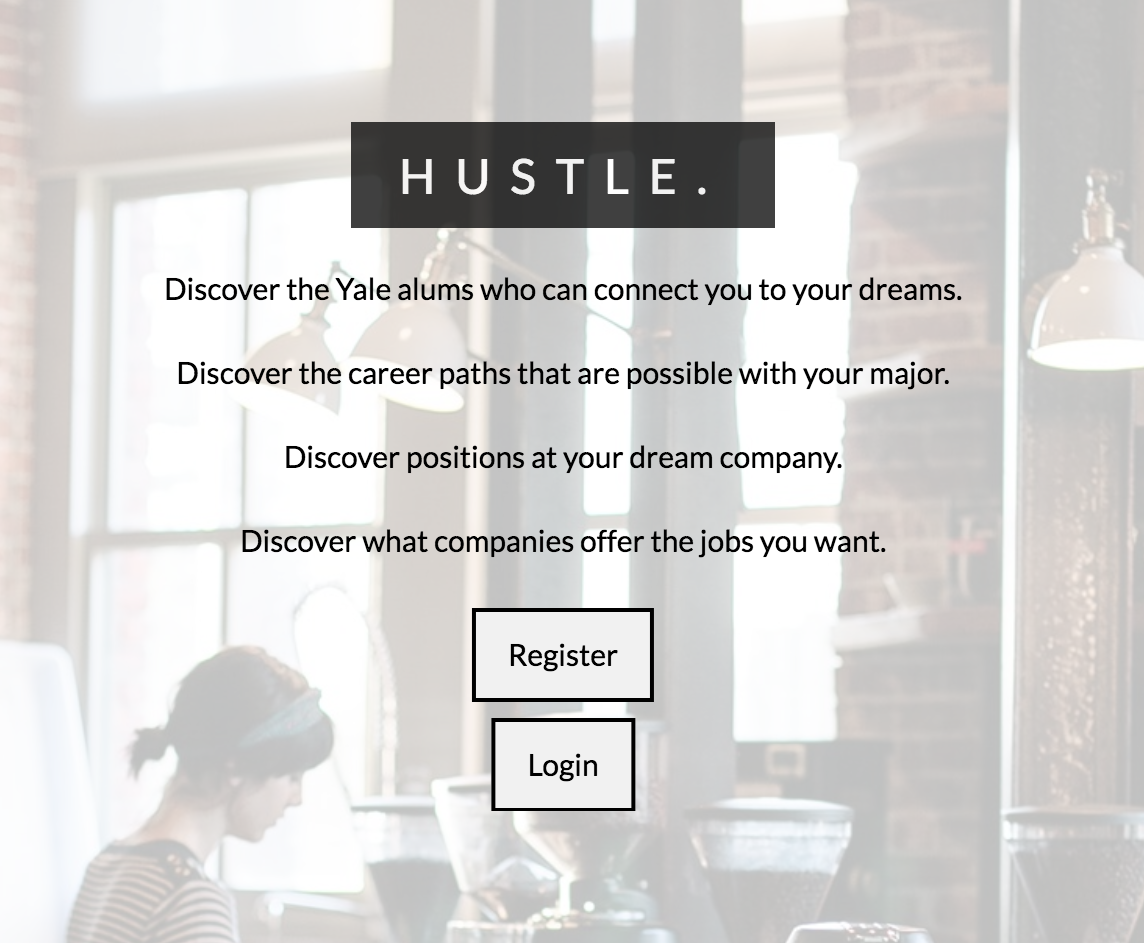 HUSTLE.
Discover the Yale alums who can connect you to your dreams.
Discover the career paths that are possible with your major.
Discover positions at your dream company.
Discover what companies offer the jobs you want.
Register
Login